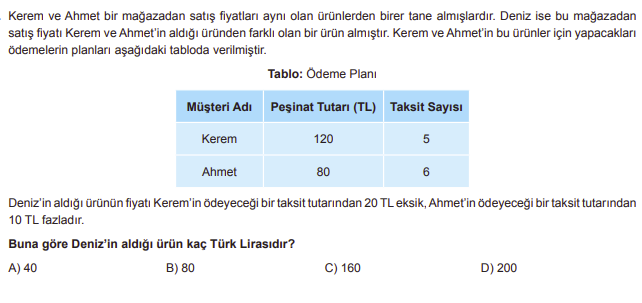 Kerem ve Ahmet bir mağazadan satış fiyatları aynı olan ürünlerden birer tane almışlardır. Deniz ise bu mağazadan
satış fiyatı Kerem ve Ahmet'in aldığı üründen farklı olan bir ürün almıştır. Kerem ve Ahmet'in bu ürünler için yapacakları
ödemelerin planları aşağıdaki tabloda verilmiştir.
Tablo: Ödeme Planı
Müşteri Adı Peşinat Tutarı (TL) Taksit Sayısı
Kerem 120 5
Ahmet 80 6
Deniz'in aldığı ürünün fiyatı Kerem'in ödeyeceği bir taksit tutarından 20 TL eksik, Ahmet'in ödeyeceği bir taksit tutarından
10 TL fazladır.
Buna göre Deniz'in aldığı ürün kaç Türk Lirasıdır?
A) 40 B) 80 C) 160 D) 200